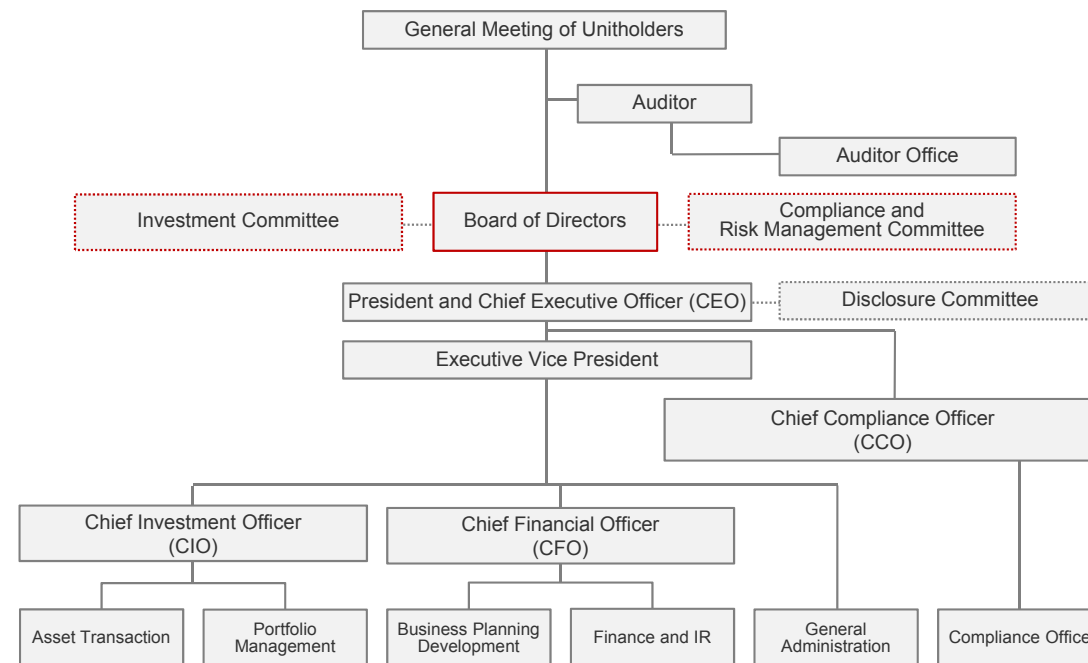 General Meeting of Unitholders
Auditor
Auditor Office
Investment Committee
Board of Directors
Compliance and
Risk Management Committee
President and Chief Executive Officer (CEO)
Disclosure Committee
Executive Vice President
Chief Compliance Officer
(CCO)
Chief Investment Officer
(CIO)
Chief Financial Officer
(CFO)
Asset Transaction
Portfolio
Management
Business Planning
Development
Finance and IR
General
Administration
Compliance Office